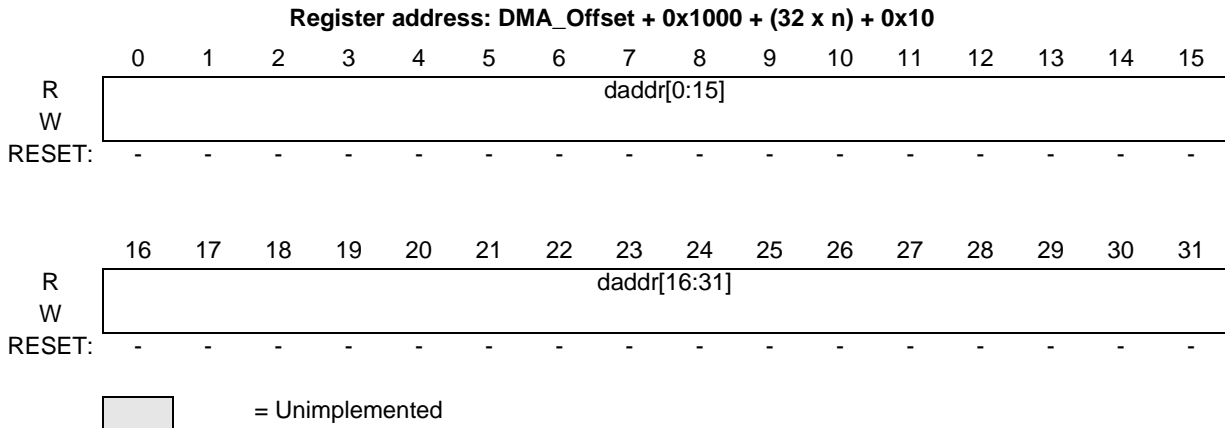 Register address: DMA_Offset + 0x1000 + (32 x n) + 0x10
0 1 2 3 4 5 6 7 8 9 10 11 12 13 14 15
R daddr[0:15]
W
RESET: - - - - - - - - - - - - - - - -
16 17 18 19 20 21 22 23 24 25 26 27 28 29 30 31
R daddr[16:31]
W
RESET: - - - - - - - - - - - - - - - -
= Unimplemented